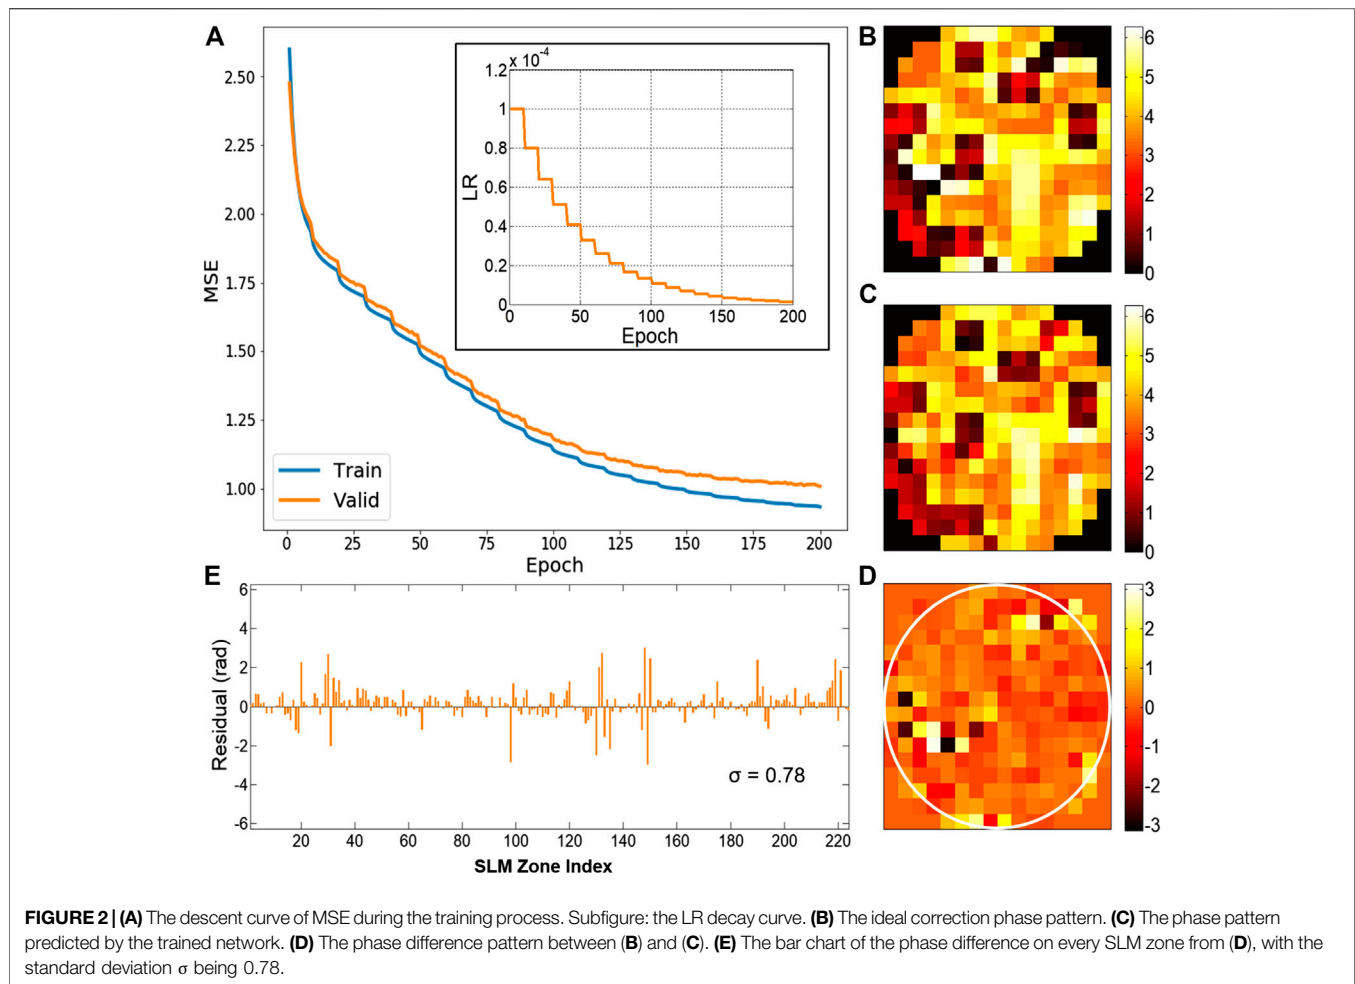 A
2.50
2.25
2.00
1.75
1.50
1.25
1.00
MSE
0 25 50 75 100 125 150 175 200
Epoch
Train
Valid
× 10⁻⁴
1.2
1
0.8
0.6
0.4
0.2
0
LR
0 50 100 150 200
Epoch
B
6
5
4
3
2
1
0
C
6
5
4
3
2
1
0
E
6
4
2
0
-2
-4
-6
Residual (rad)
σ = 0.78
20 40 60 80 100 120 140 160 180 200 220
SLM Zone Index
D
3
2
1
0
-1
-2
-3
FIGURE 2 | (A) The descent curve of MSE during the training process. Subfigure: the LR decay curve. (B) The ideal correction phase pattern. (C) The phase pattern
predicted by the trained network. (D) The phase difference pattern between (B) and (C). (E) The bar chart of the phase difference on every SLM zone from (D), with the
standard deviation σ being 0.78.